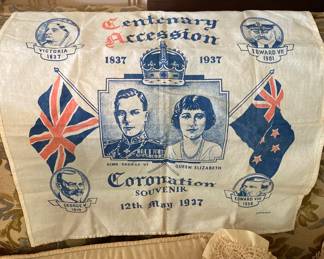 Centenary
Accession
VICTORIA
1837
EDWARD VII
1901
1837
1937
KING GEORGE VI
QUEEN ELIZABETH
GEORGE V
1910
EDWARD VIII
1936
Coronation
SOUVENIR
12th May 1937